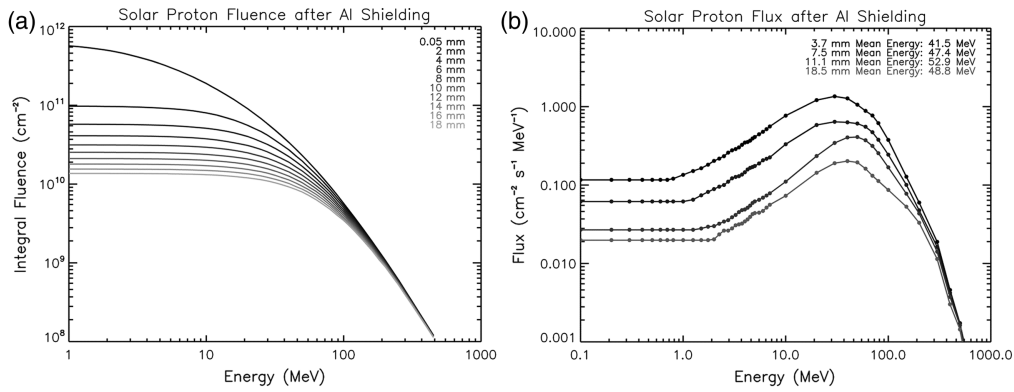 (a)
Solar Proton Fluence after Al Shielding
10^12
10^11
10^10
10^9
10^8
Integral Fluence (cm^-2)
0.05 mm
2 mm
4 mm
6 mm
8 mm
10 mm
12 mm
14 mm
16 mm
18 mm
1
10
100
1000
Energy (MeV)
(b)
Solar Proton Flux after Al Shielding
10.000
1.000
0.100
0.010
0.001
Flux (cm^-2 s^-1 MeV^-1)
3.7 mm Mean Energy: 41.5 MeV
7.5 mm Mean Energy: 47.4 MeV
11.1 mm Mean Energy: 52.9 MeV
18.5 mm Mean Energy: 48.8 MeV
0.1
1.0
10.0
100.0
1000.0
Energy (MeV)